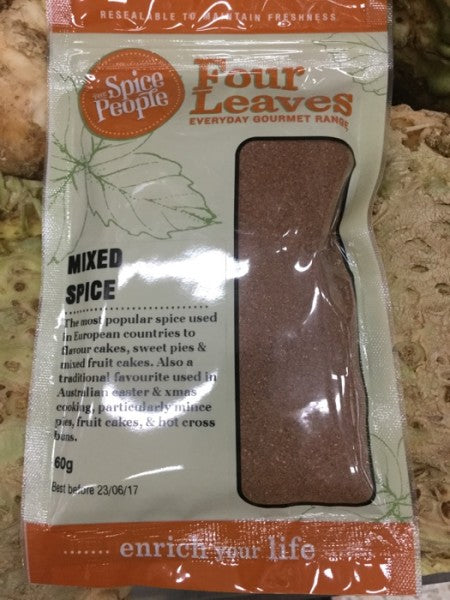 RESEALABLE TO MAINTAIN FRESHNESS
THE Spice
People
Four
Leaves
EVERYDAY GOURMET RANGE
MIXED
SPICE
The most popular spice used
in European countries to
flavour cakes, sweet pies &
mixed fruit cakes. Also a
traditional favourite used in
Australian easter & xmas
cooking, particularly mince
pies, fruit cakes, & hot cross
buns.
60g
Best before 23/06/17
enrich your life